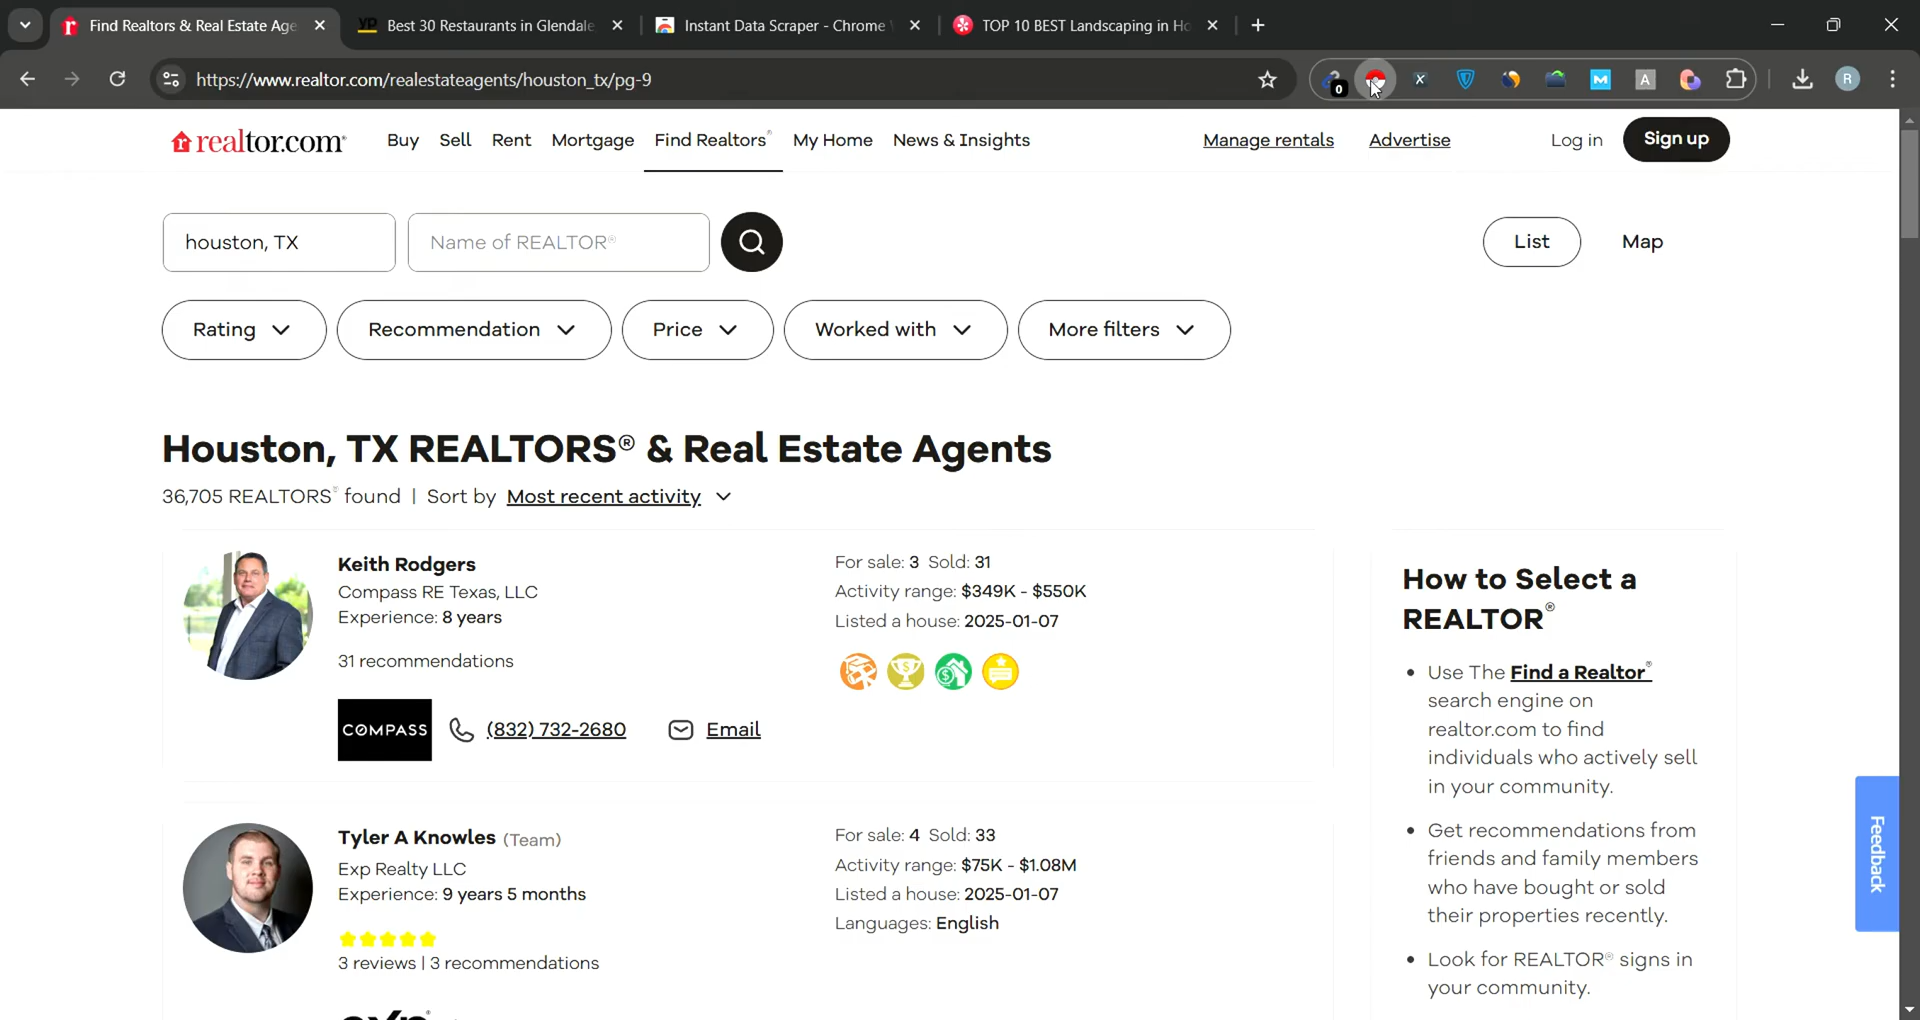 Find Realtors & Real Estate Age
Best 30 Restaurants in Glendale
Instant Data Scraper - Chrome
TOP 10 BEST Landscaping in Ho
https://www.realtor.com/realestateagents/houston_tx/pg-9
0
A
R
realtor.com
Buy
Sell
Rent
Mortgage
Find Realtors®
My Home
News & Insights
Manage rentals
Advertise
Log in
Sign up
houston, TX
Name of REALTOR®
List
Map
Rating
Recommendation
Price
Worked with
More filters
Houston, TX REALTORS® & Real Estate Agents
36,705 REALTORS® found | Sort by Most recent activity
Keith Rodgers
Compass RE Texas, LLC
Experience: 8 years
31 recommendations
COMPASS
(832) 732-2680
Email
For sale: 3 Sold: 31
Activity range: $349K - $550K
Listed a house: 2025-01-07
Tyler A Knowles (Team)
Exp Realty LLC
Experience: 9 years 5 months
3 reviews | 3 recommendations
For sale: 4 Sold: 33
Activity range: $75K - $1.08M
Listed a house: 2025-01-07
Languages: English
How to Select a
REALTOR®
• Use The Find a Realtor®
search engine on
realtor.com to find
individuals who actively sell
in your community.
• Get recommendations from
friends and family members
who have bought or sold
their properties recently.
• Look for REALTOR® signs in
your community.
Feedback